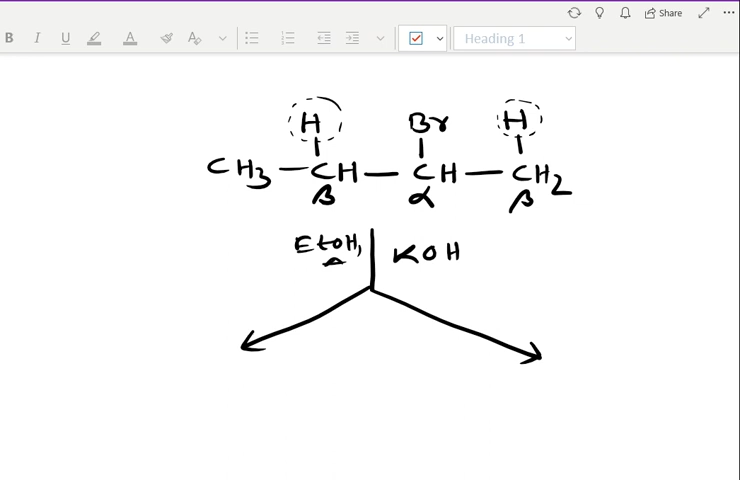 Share
B I U A A Heading 1
H Br H
CH3 — CH — CH — CH2
β α β
EtOH, KOH
Δ